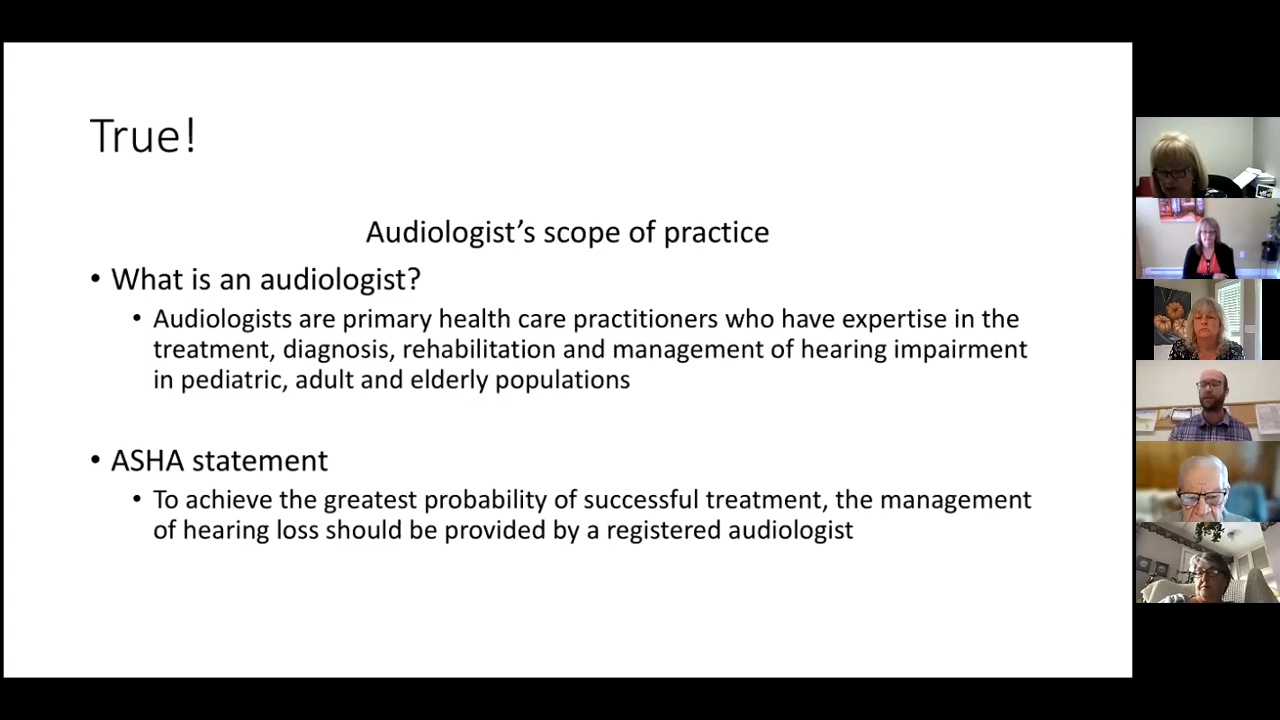 True!
Audiologist’s scope of practice
• What is an audiologist?
• Audiologists are primary health care practitioners who have expertise in the
treatment, diagnosis, rehabilitation and management of hearing impairment
in pediatric, adult and elderly populations
• ASHA statement
• To achieve the greatest probability of successful treatment, the management
of hearing loss should be provided by a registered audiologist